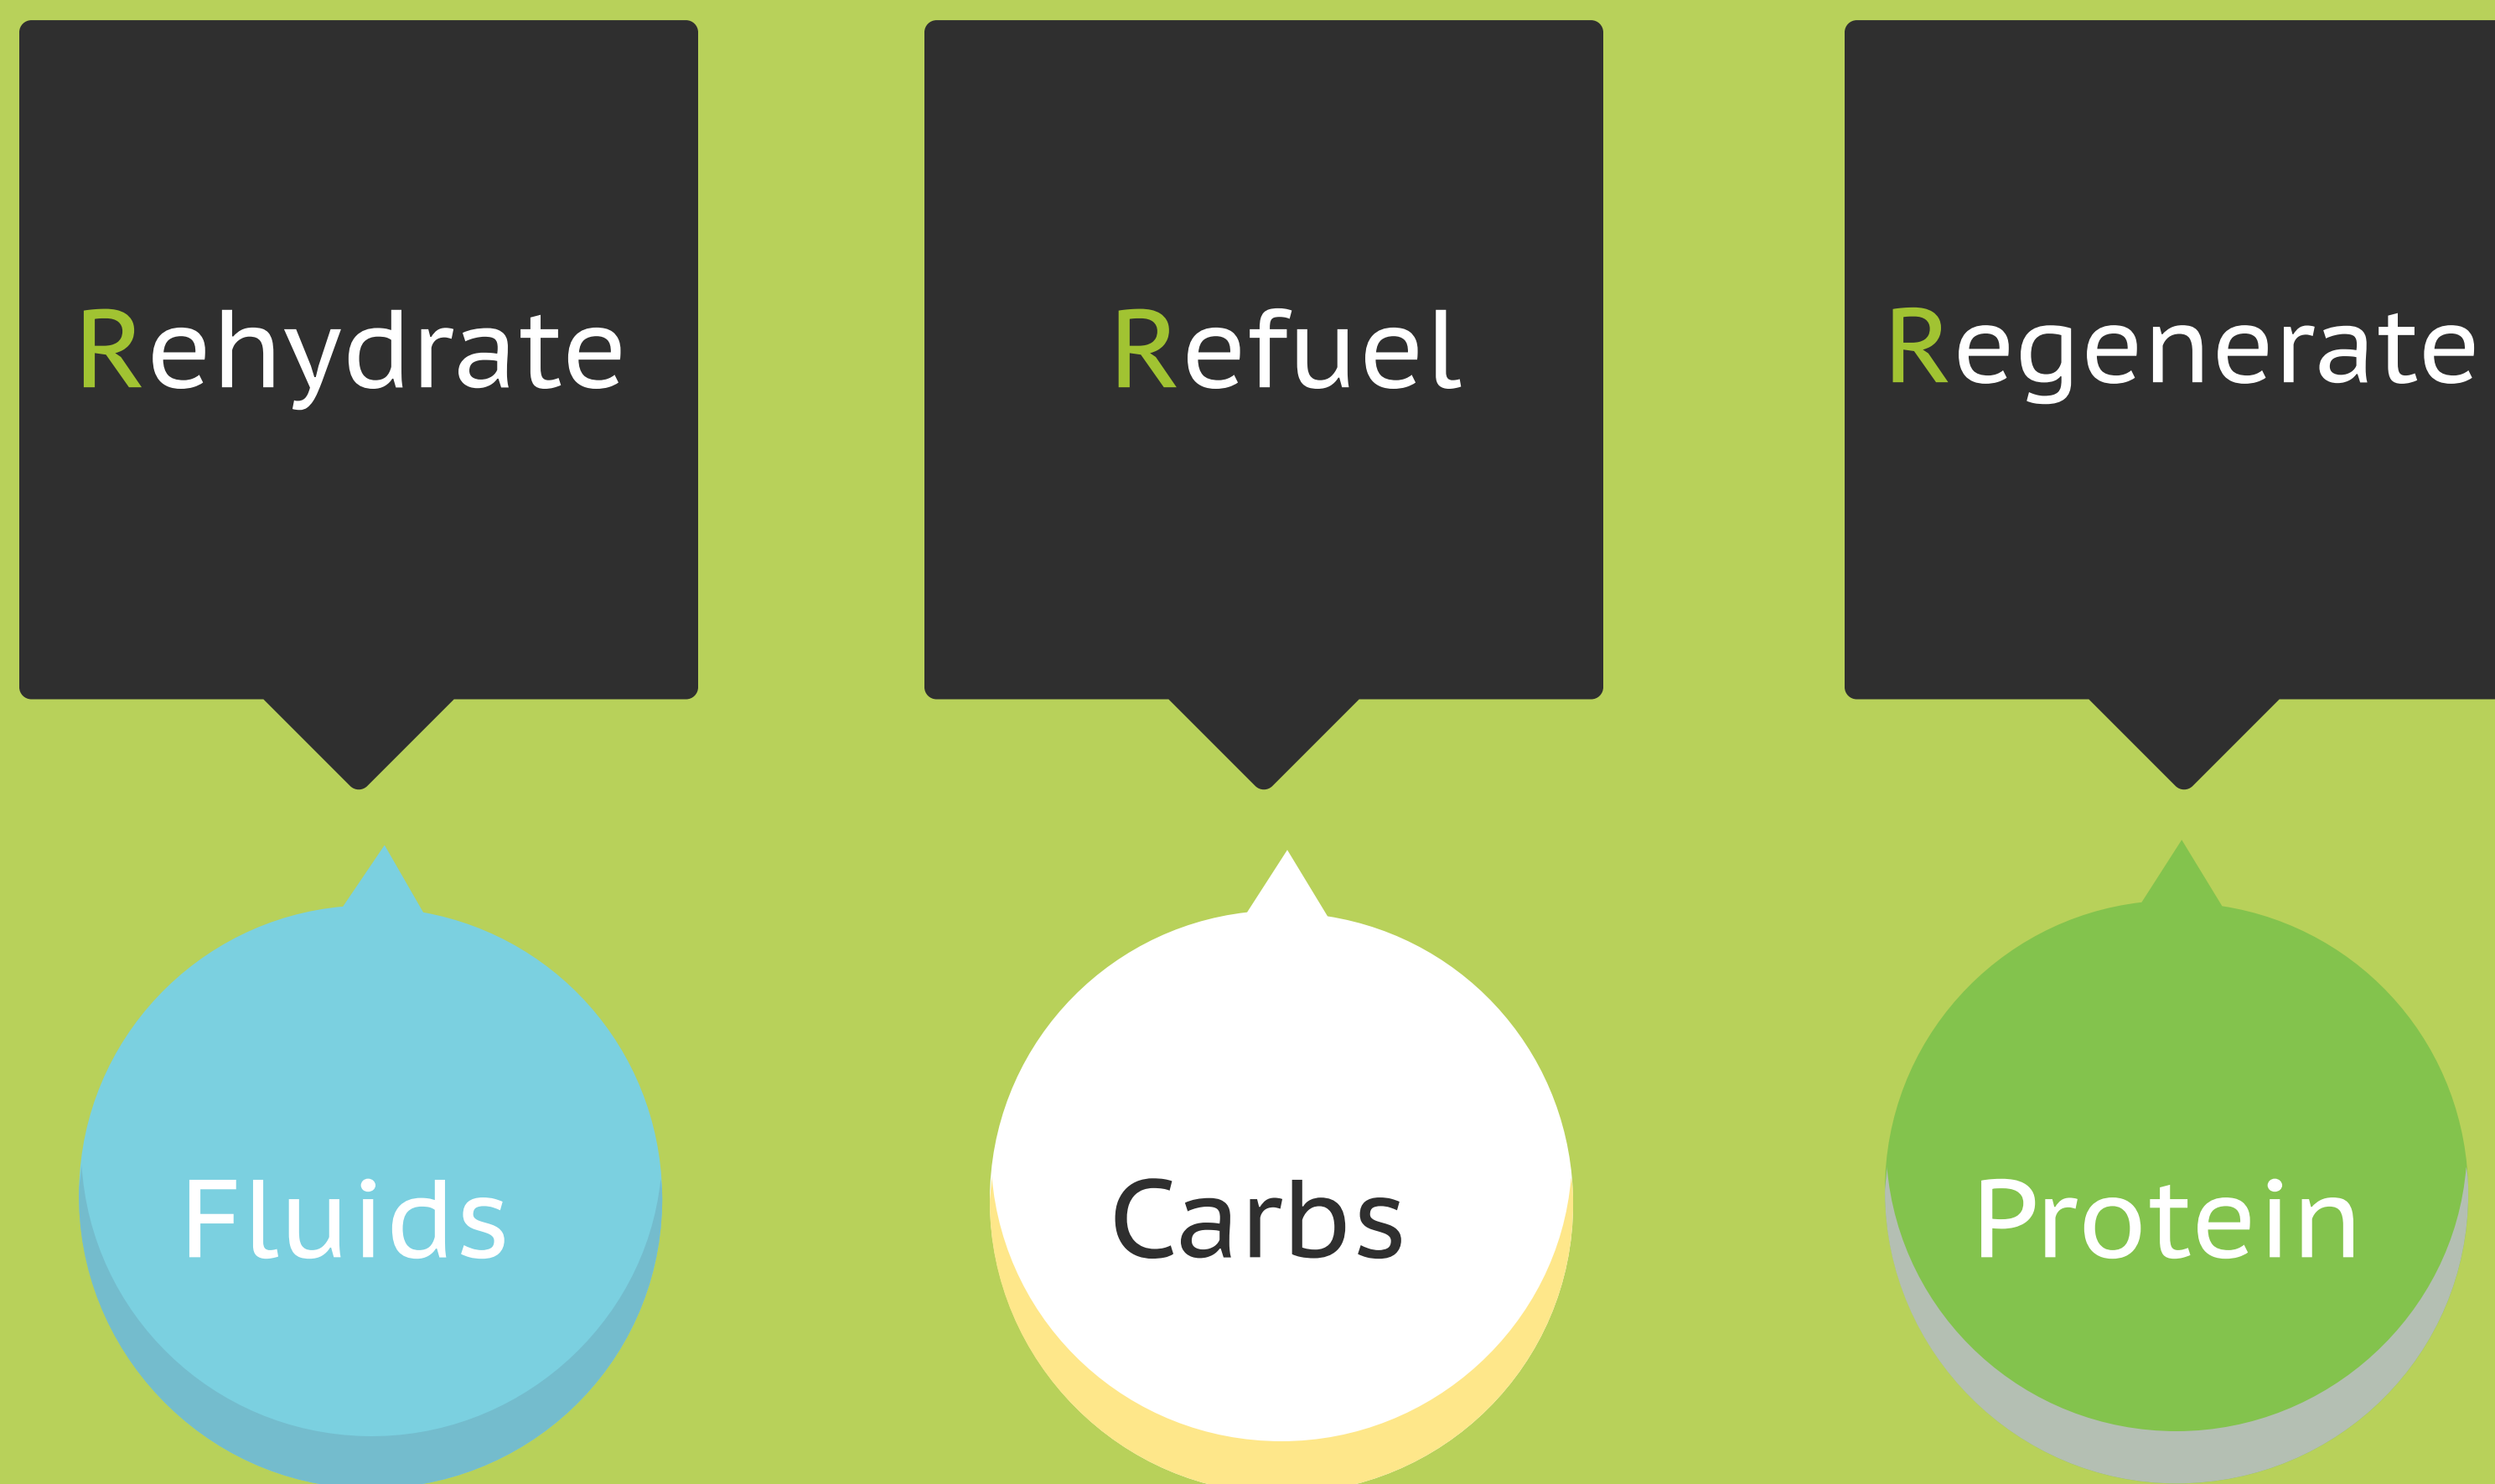 Rehydrate
Refuel
Regenerate
Fluids
Carbs
Protein